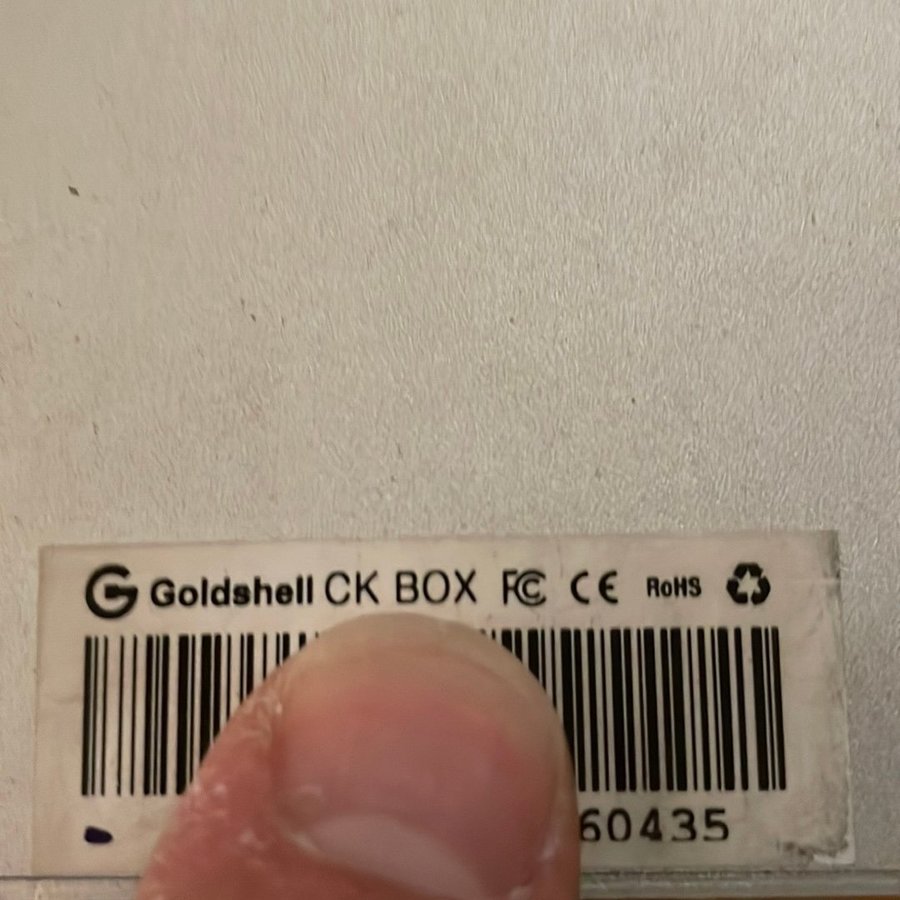 Goldshell CK BOX FC CE RoHS
60435